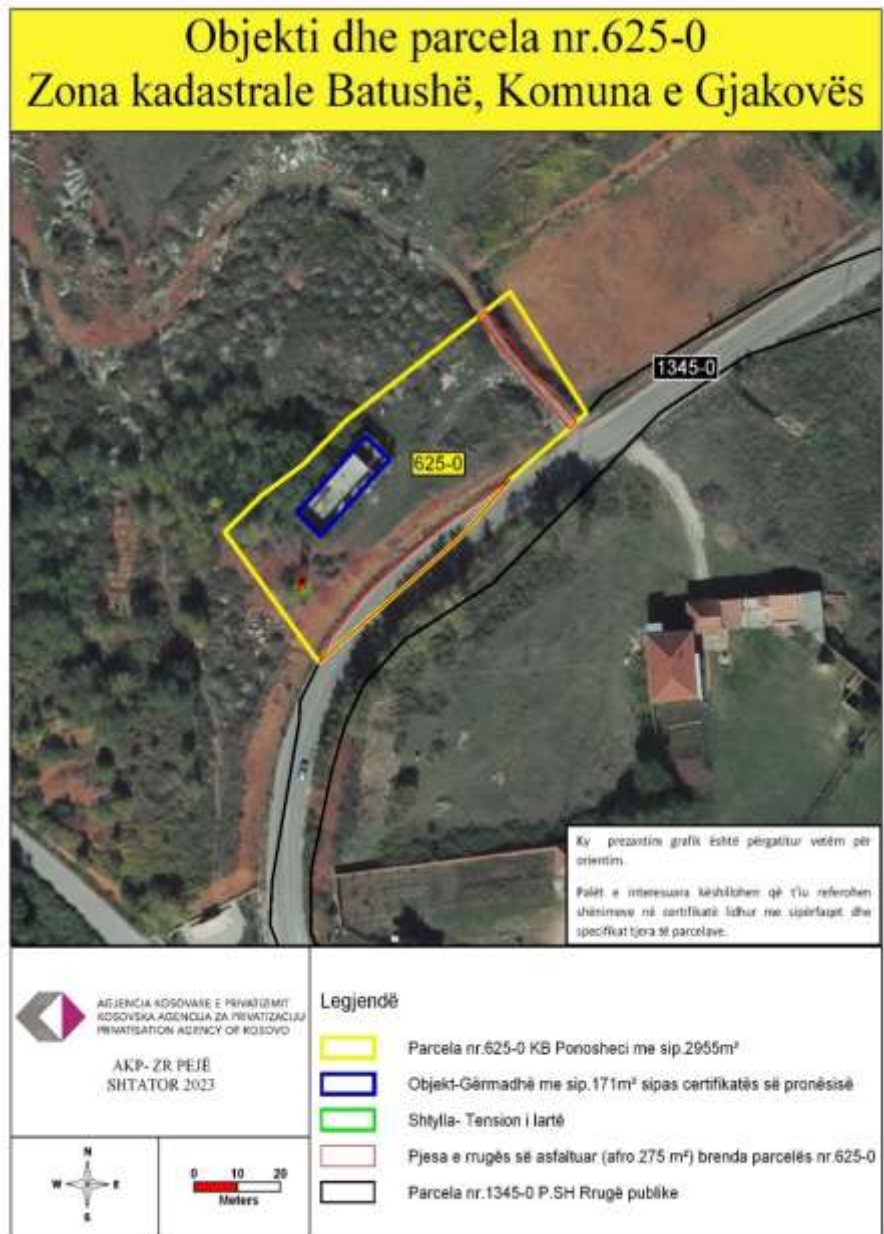 Objekti dhe parcela nr.625-0
Zona kadastrale Batushë, Komuna e Gjakovës
1345-0
625-0
Ky prezantim grafik është përgatitur vetëm për
orientim.
Palët e interesuara këshillohen që t'iu referohen
shënimeve në certifikatë lidhur me sipërfaqet dhe
specifikat tjera të parcelave.
AGJENCIA KOSOVARE E PRIVATIZIMIT
KOSOVSKA AGENCIJA ZA PRIVATIZACIJU
PRIVATISATION AGENCY OF KOSOVO
AKP- ZR PEJË
SHTATOR 2023
N
W E
S
0 10 20
Meters
Legjendë
Parcela nr.625-0 KB Ponosheci me sip.2955m²
Objekt-Gërmadhë me sip.171m² sipas certifikatës së pronësisë
Shtylla- Tension i lartë
Pjesa e rrugës së asfaltuar (afro 275 m²) brenda parcelës nr.625-0
Parcela nr.1345-0 P.SH Rrugë publike